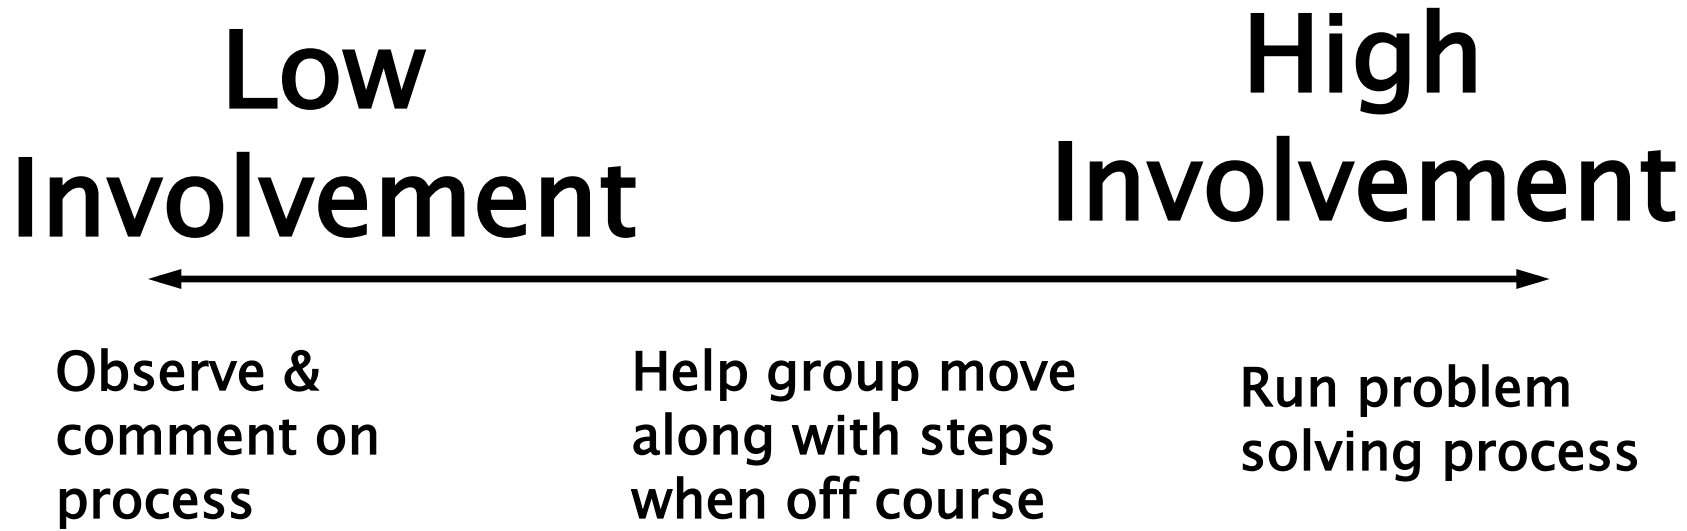 Low
Involvement
High
Involvement
Observe &
comment on
process
Help group move
along with steps
when off course
Run problem
solving process